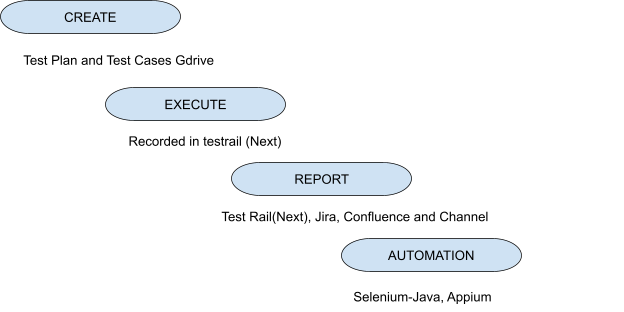 CREATE
Test Plan and Test Cases Gdrive
EXECUTE
Recorded in testrail (Next)
REPORT
Test Rail(Next), Jira, Confluence and Channel
AUTOMATION
Selenium-Java, Appium